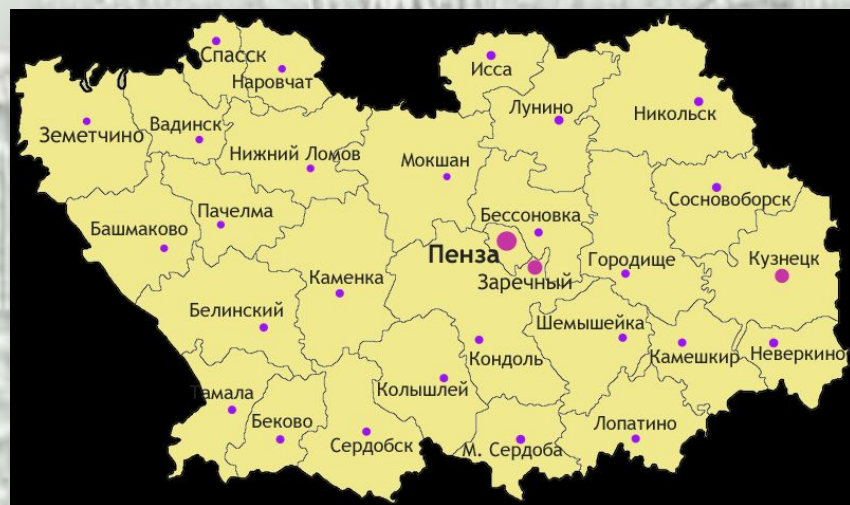 Спасск
Наровчат
Исса
Лунино
Никольск
Земетчино
Вадинск
Нижний Ломов
Мокшан
Сосновоборск
Башмаково
Пачелма
Бессоновка
Пенза
Заречный
Городище
Кузнецк
Каменка
Белинский
Шемышейка
Кондоль
Камешкир
Неверкино
Колышлей
Тамала
Беково
Сердобск
М. Сердоба
Лопатино